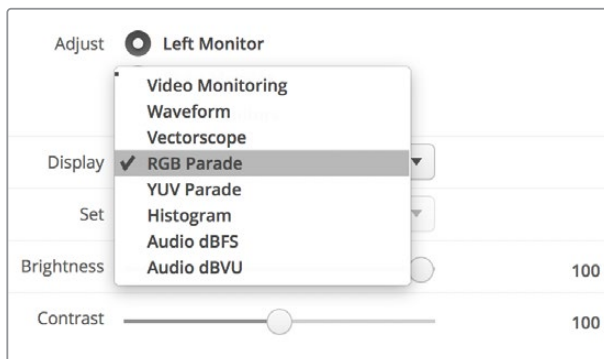 Adjust Left Monitor
Video Monitoring
Waveform
Vectorscope
Display ✔ RGB Parade
YUV Parade
Set Histogram
Audio dBFS
Brightness Audio dBVU 100
Contrast 100